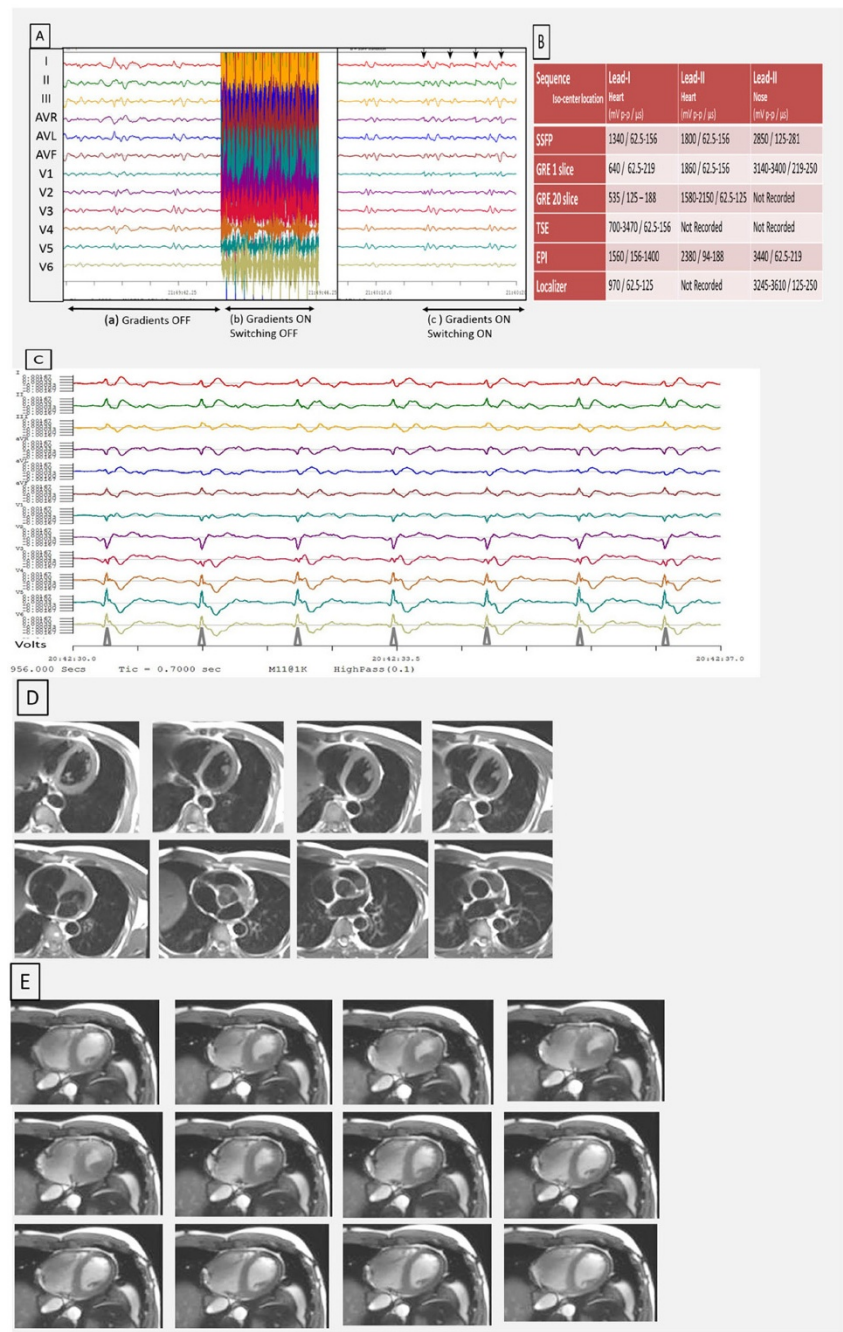 A
I
II
III
AVR
AVL
AVF
V1
V2
V3
V4
V5
V6
(a) Gradients OFF
(b) Gradients ON
Switching OFF
(c ) Gradients ON
Switching ON
B
Sequence Lead-I Lead-II Lead-II
Iso-center location Heart Heart Nose
(mV p-p / µs) (mV p-p / µs) (mV p-p / µs)
SSFP 1340 / 62.5-156 1800 / 62.5-156 2850 / 125-281
GRE 1 slice 640 / 62.5-219 1860 / 62.5-156 3140-3400 / 219-250
GRE 20 slice 535 / 125 – 188 1580-2150 / 62.5-125 Not Recorded
TSE 700-3470 / 62.5-156 Not Recorded Not Recorded
EPI 1560 / 156-1400 2380 / 94-188 3440 / 62.5-219
Localizer 970 / 62.5-125 Not Recorded 3245-3610 / 125-250
C
Volts
20:42:30.0 20:42:33.5 20:42:37.0
956.000 Secs Tic = 0.7000 sec M11@1K HighPass(0.1)
D
E